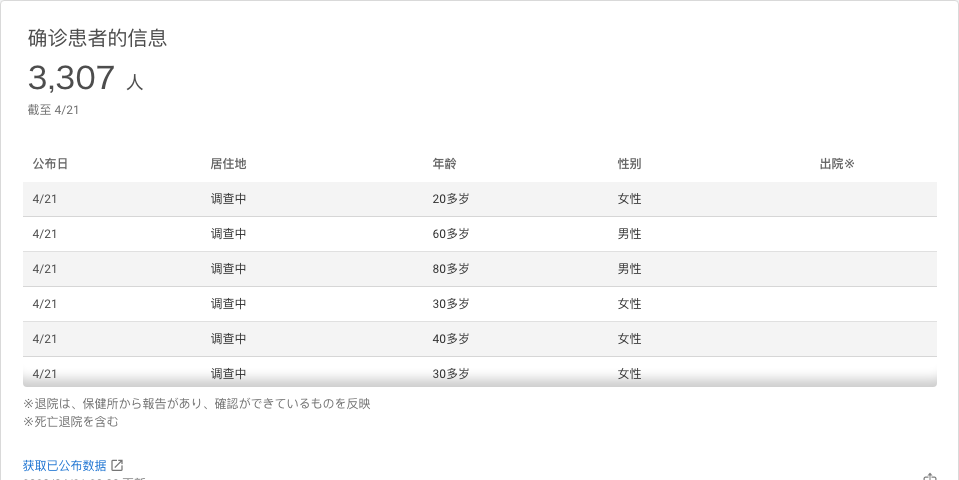 确诊患者的信息
3,307 人
截至 4/21
公布日 居住地 年龄 性别 出院※
4/21 调查中 20多岁 女性
4/21 调查中 60多岁 男性
4/21 调查中 80多岁 男性
4/21 调查中 30多岁 女性
4/21 调查中 40多岁 女性
4/21 调查中 30多岁 女性
※退院は、保健所から報告があり、確認ができているものを反映
※死亡退院を含む
获取已公布数据